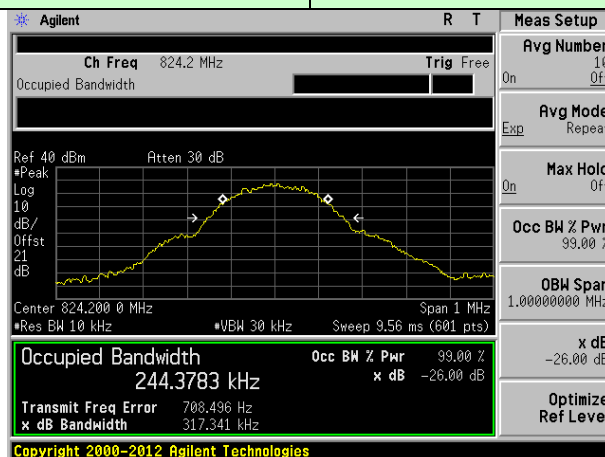 Agilent R T Meas Setup
Ch Freq 824.2 MHz Trig Free
Occupied Bandwidth
Avg Number
10
On Off
Avg Mode
Exp Repeat
Max Hold
On Off
Occ BW % Pwr
99.00 %
OBW Span
1.00000000 MHz
x dB
-26.00 dB
Optimize
Ref Level
Ref 40 dBm Atten 30 dB
#Peak
Log
10
dB/
Offst
21
dB
Center 824.200 0 MHz Span 1 MHz
#Res BW 10 kHz #VBW 30 kHz Sweep 9.56 ms (601 pts)
Occupied Bandwidth Occ BW % Pwr 99.00 %
244.3783 kHz x dB -26.00 dB
Transmit Freq Error 708.496 Hz
x dB Bandwidth 317.341 kHz
Copyright 2000-2012 Agilent Technologies